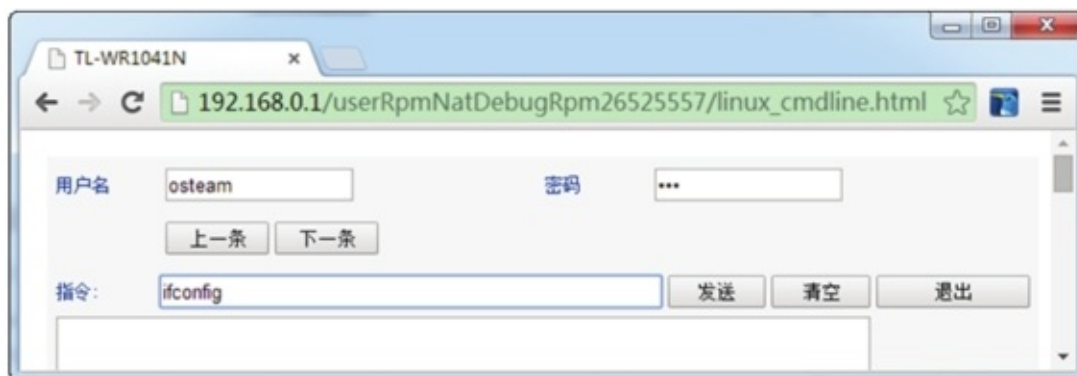 TL-WR1041N
192.168.0.1/userRpmNatDebugRpm26525557/linux_cmdline.html
用户名 osteam 密码 •••
上一条 下一条
指令: ifconfig 发送 清空 退出